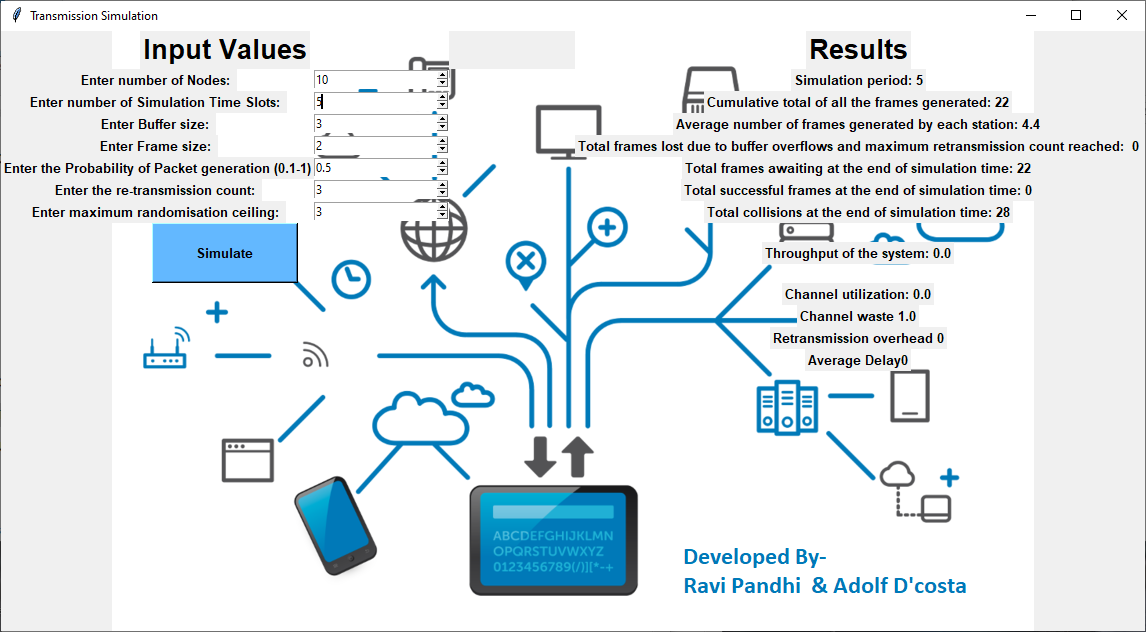 Transmission Simulation
Input Values
Enter number of Nodes: 10
Enter number of Simulation Time Slots: 5
Enter Buffer size: 3
Enter Frame size: 2
Enter the Probability of Packet generation (0.1-1) 0.5
Enter the re-transmission count: 3
Enter maximum randomisation ceiling: 3
Simulate
Results
Simulation period: 5
Cumulative total of all the frames generated: 22
Average number of frames generated by each station: 4.4
Total frames lost due to buffer overflows and maximum retransmission count reached: 0
Total frames awaiting at the end of simulation time: 22
Total successful frames at the end of simulation time: 0
Total collisions at the end of simulation time: 28
Throughput of the system: 0.0
Channel utilization: 0.0
Channel waste 1.0
Retransmission overhead 0
Average Delay0
ABCDEFGHIJKLMN
OPQRSTUVWXYZ
0123456789(/)[*-+
Developed By-
Ravi Pandhi & Adolf D'costa